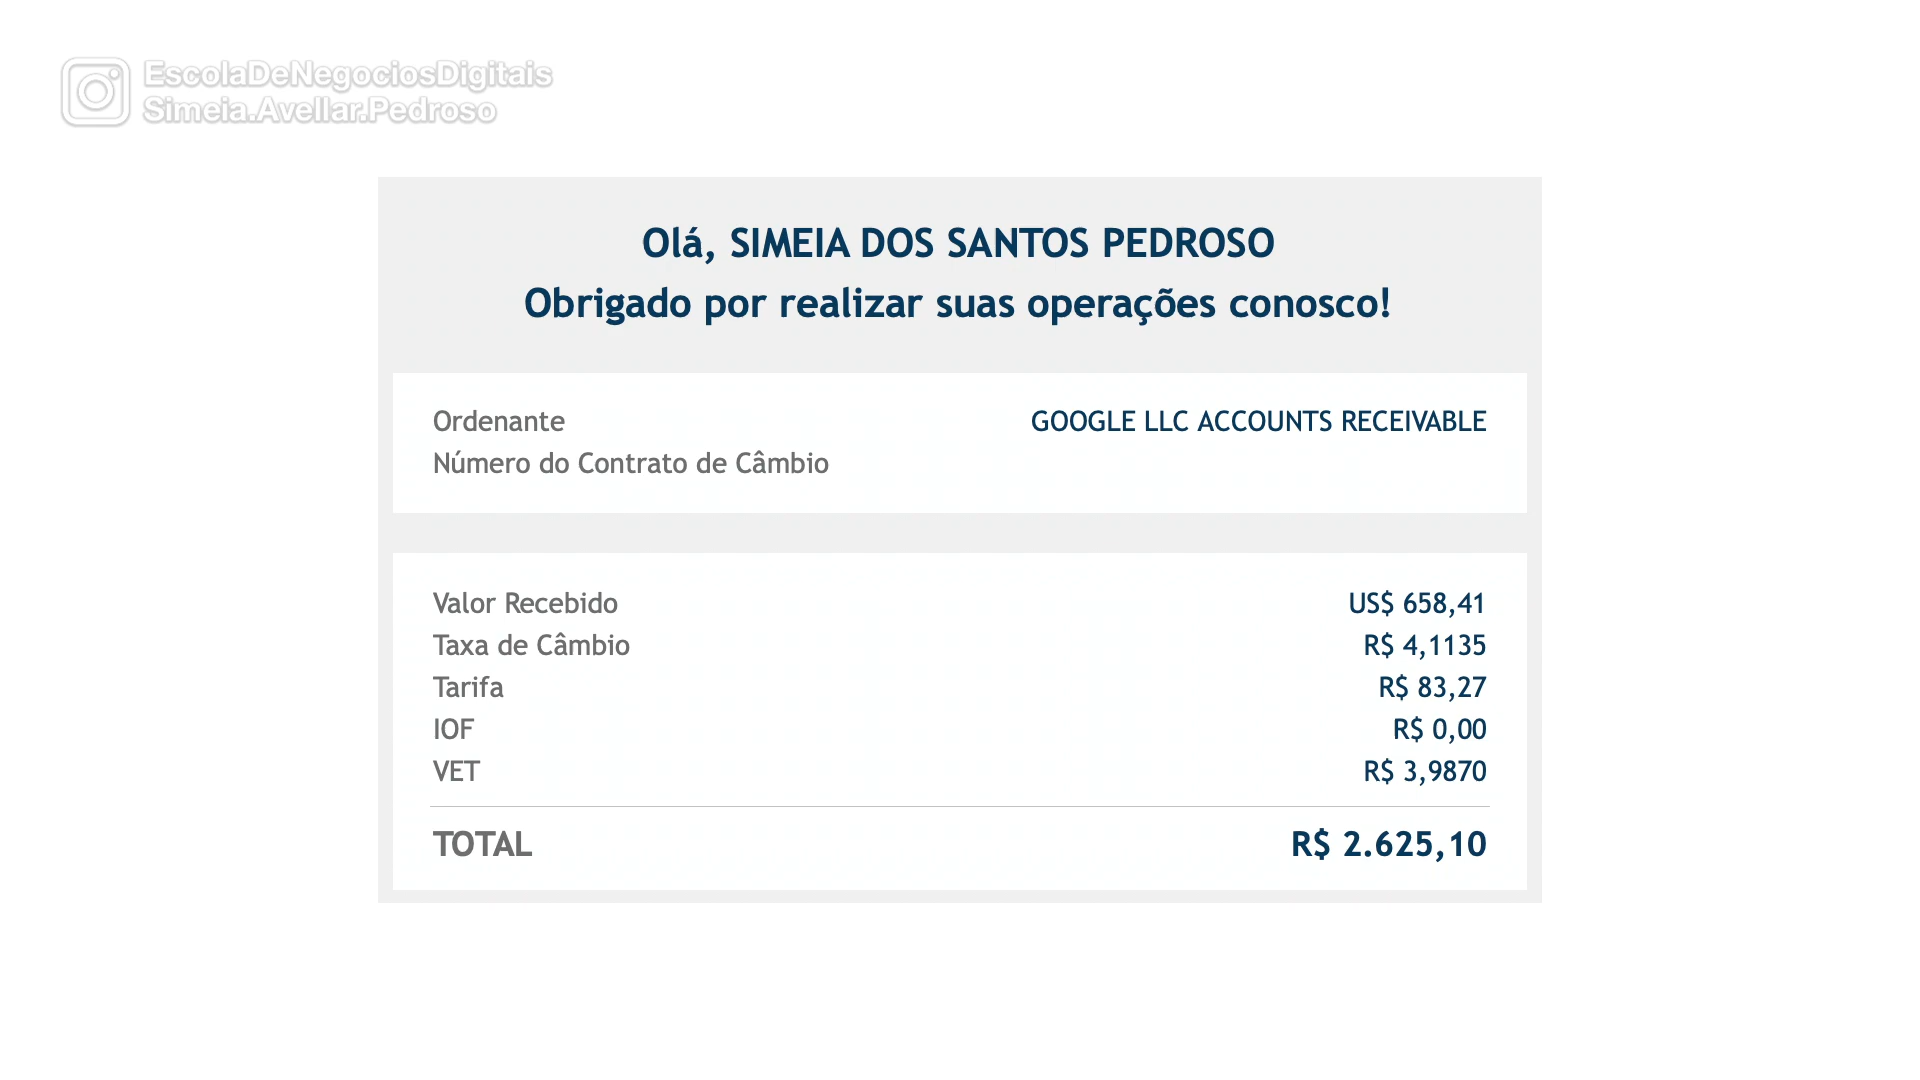 EscolaDeNegociosDigitais
Simeia.Avellar.Pedroso
Olá, SIMEIA DOS SANTOS PEDROSO
Obrigado por realizar suas operações conosco!
Ordenante GOOGLE LLC ACCOUNTS RECEIVABLE
Número do Contrato de Câmbio
Valor Recebido US$ 658,41
Taxa de Câmbio R$ 4,1135
Tarifa R$ 83,27
IOF R$ 0,00
VET R$ 3,9870
TOTAL R$ 2.625,10